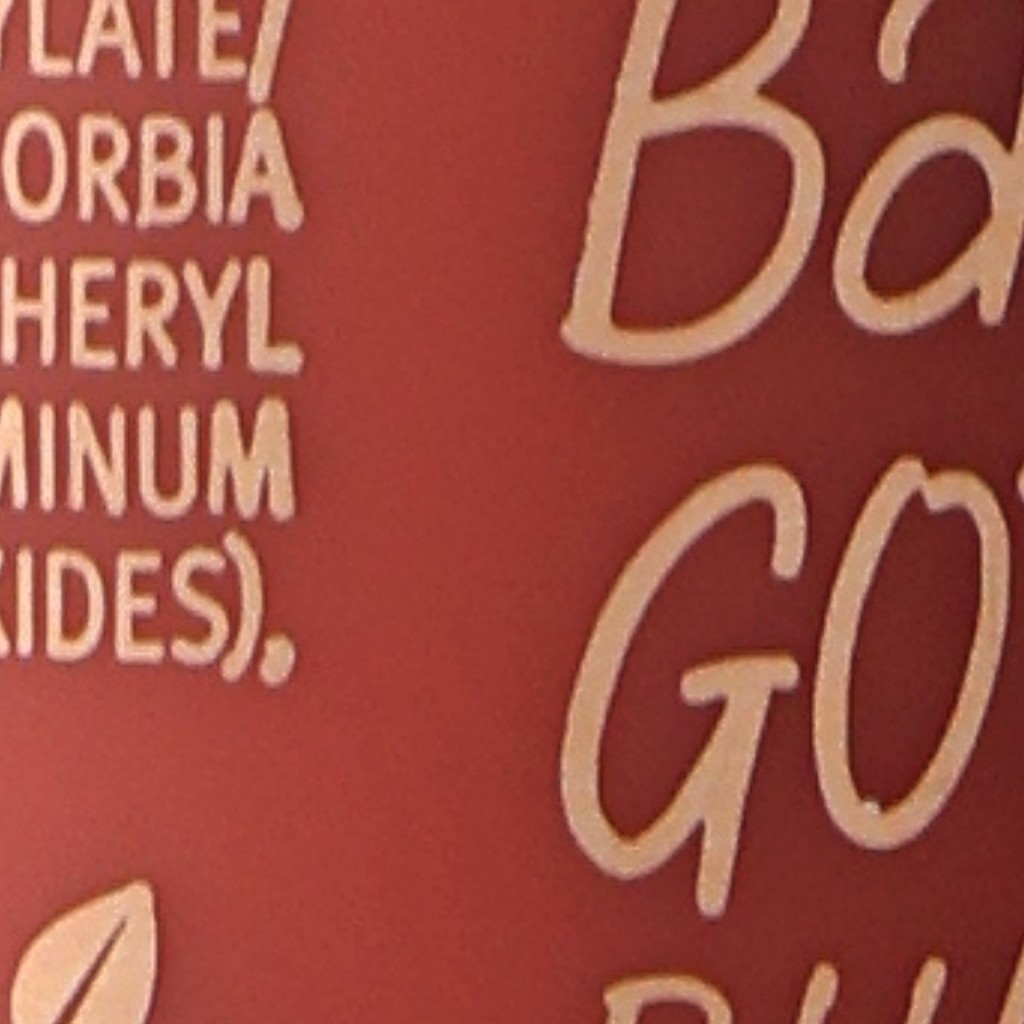 YLATE/
ORBIA
HERYL
MINUM
XIDES).
Ba
GO